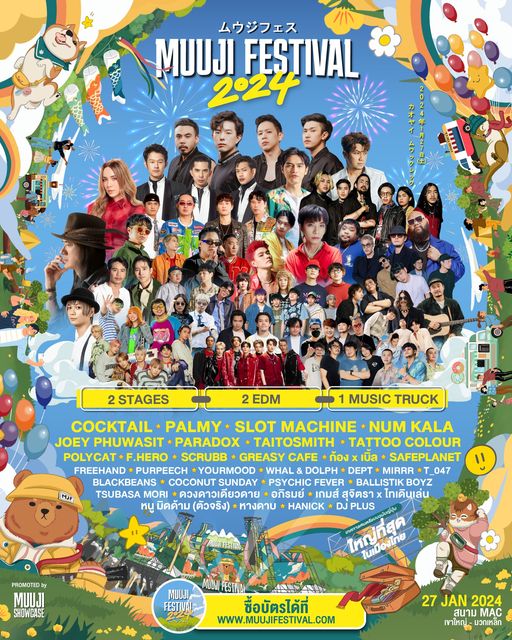 ムウジフェス
MUUJI FESTIVAL
2024
2 STAGES
2 EDM
1 MUSIC TRUCK
COCKTAIL • PALMY • SLOT MACHINE • NUM KALA
JOEY PHUWASIT • PARADOX • TAITOSMITH • TATTOO COLOUR
POLYCAT • F.HERO • SCRUBB • GREASY CAFE • ก้อง x เบิ้ล • SAFEPLANET
FREEHAND • PURPEECH • YOURMOOD • WHAL & DOLPH • DEPT • MIRRR • T_047
BLACKBEANS • COCONUT SUNDAY • PSYCHIC FEVER • BALLISTIK BOYZ
TSUBASA MORI • ดวงดาวเดียวดาย • อภิรมย์ • เกมส์ สุจิตรา x ไทเดินเล่น
หนู มิดด้าม (ตัวจริง) • หางดาบ • HANICK • DJ PLUS
MJF
ใหญ่ที่สุด
ในเมืองไทย
PROMOTED by
MUUJI
SHOWCASE
MUUJI
FESTIVAL
2024
ซื้อบัตรได้ที่
WWW.MUUJIFESTIVAL.COM
27 JAN 2024
สนาม MAC
เขาใหญ่ - มวกเหล็ก